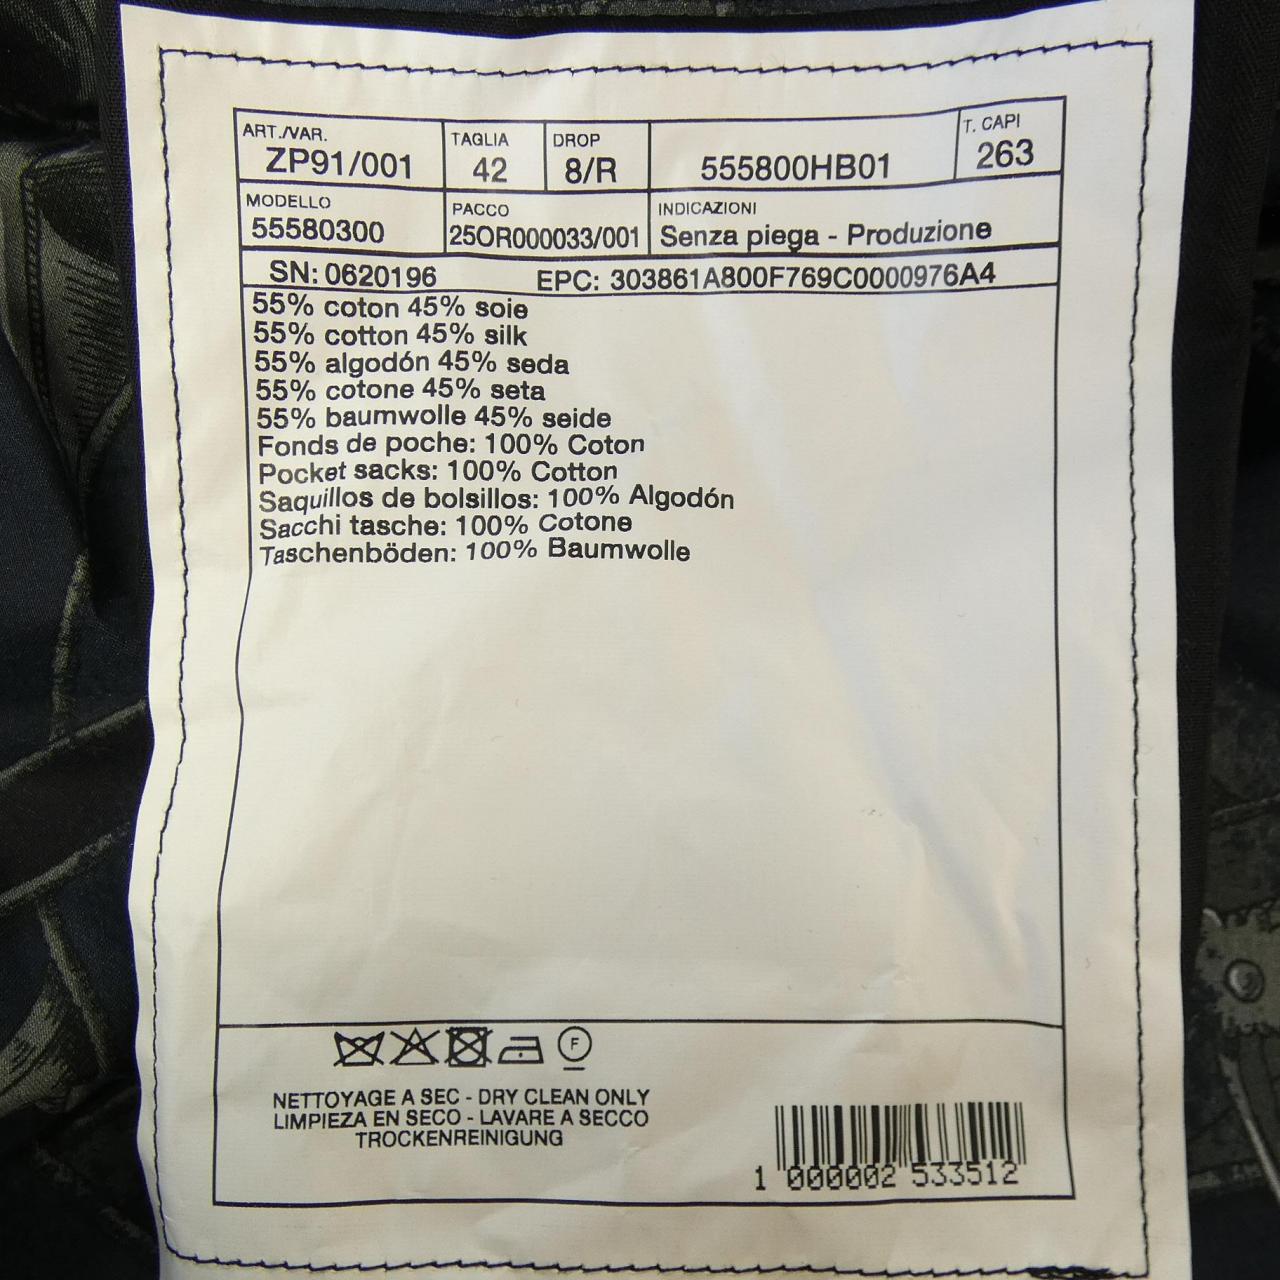 ART./VAR. TAGLIA DROP T. CAPI
ZP91/001 42 8/R 555800HB01 263
MODELLO PACCO INDICAZIONI
55580300 25OR000033/001 Senza piega - Produzione
SN: 0620196 EPC: 303861A800F769C0000976A4
55% coton 45% soie
55% cotton 45% silk
55% algodón 45% seda
55% cotone 45% seta
55% baumwolle 45% seide
Fonds de poche: 100% Coton
Pocket sacks: 100% Cotton
Saquillos de bolsillos: 100% Algodón
Sacchi tasche: 100% Cotone
Taschenböden: 100% Baumwolle
F
NETTOYAGE A SEC - DRY CLEAN ONLY
LIMPIEZA EN SECO - LAVARE A SECCO
TROCKENREINIGUNG
1 000002 533512